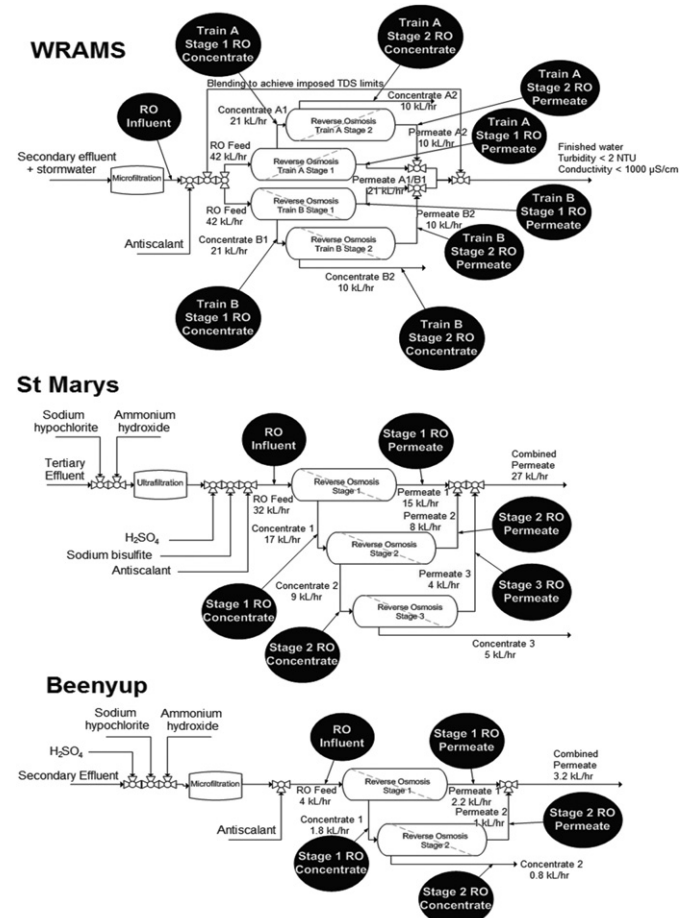 WRAMS
Train A
Stage 1 RO
Concentrate
Train A
Stage 2 RO
Concentrate
Blending to achieve imposed TDS limits
Train A
Stage 2 RO
Permeate
RO
Influent
Concentrate A1
21 kL/hr
Concentrate A2
10 kL/hr
Reverse Osmosis
Train A Stage 2
Permeate A2
10 kL/hr
Train A
Stage 1 RO
Permeate
Secondary effluent
+ stormwater
Microfiltration
RO Feed
42 kL/hr
Reverse Osmosis
Train A Stage 1
Permeate A1/B1
21 kL/hr
Finished water
Turbidity < 2 NTU
Conductivity < 1000 µS/cm
RO Feed
42 kL/hr
Reverse Osmosis
Train B Stage 1
Train B
Stage 1 RO
Permeate
Antiscalant
Concentrate B1
21 kL/hr
Reverse Osmosis
Train B Stage 2
Permeate B2
10 kL/hr
Train B
Stage 2 RO
Permeate
Concentrate B2
10 kL/hr
Train B
Stage 1 RO
Concentrate
Train B
Stage 2 RO
Concentrate
St Marys
Sodium
hypochlorite
Ammonium
hydroxide
RO
Influent
Stage 1 RO
Permeate
Tertiary
Effluent
Ultrafiltration
RO Feed
32 kL/hr
Reverse Osmosis
Stage 1
Permeate 1
15 kL/hr
Combined
Permeate
27 kL/hr
H₂SO₄
Sodium bisulfite
Antiscalant
Concentrate 1
17 kL/hr
Reverse Osmosis
Stage 2
Permeate 2
8 kL/hr
Stage 2 RO
Permeate
Stage 1 RO
Concentrate
Concentrate 2
9 kL/hr
Reverse Osmosis
Stage 3
Permeate 3
4 kL/hr
Stage 3 RO
Permeate
Stage 2 RO
Concentrate
Concentrate 3
5 kL/hr
Beenyup
Sodium
hypochlorite
Ammonium
hydroxide
H₂SO₄
Secondary Effluent
Microfiltration
RO
Influent
Stage 1 RO
Permeate
RO Feed
4 kL/hr
Reverse Osmosis
Stage 1
Permeate 1
2.2 kL/hr
Combined
Permeate
3.2 kL/hr
Antiscalant
Concentrate 1
1.8 kL/hr
Reverse Osmosis
Stage 2
Permeate 2
1 kL/hr
Stage 2 RO
Permeate
Stage 1 RO
Concentrate
Concentrate 2
0.8 kL/hr
Stage 2 RO
Concentrate